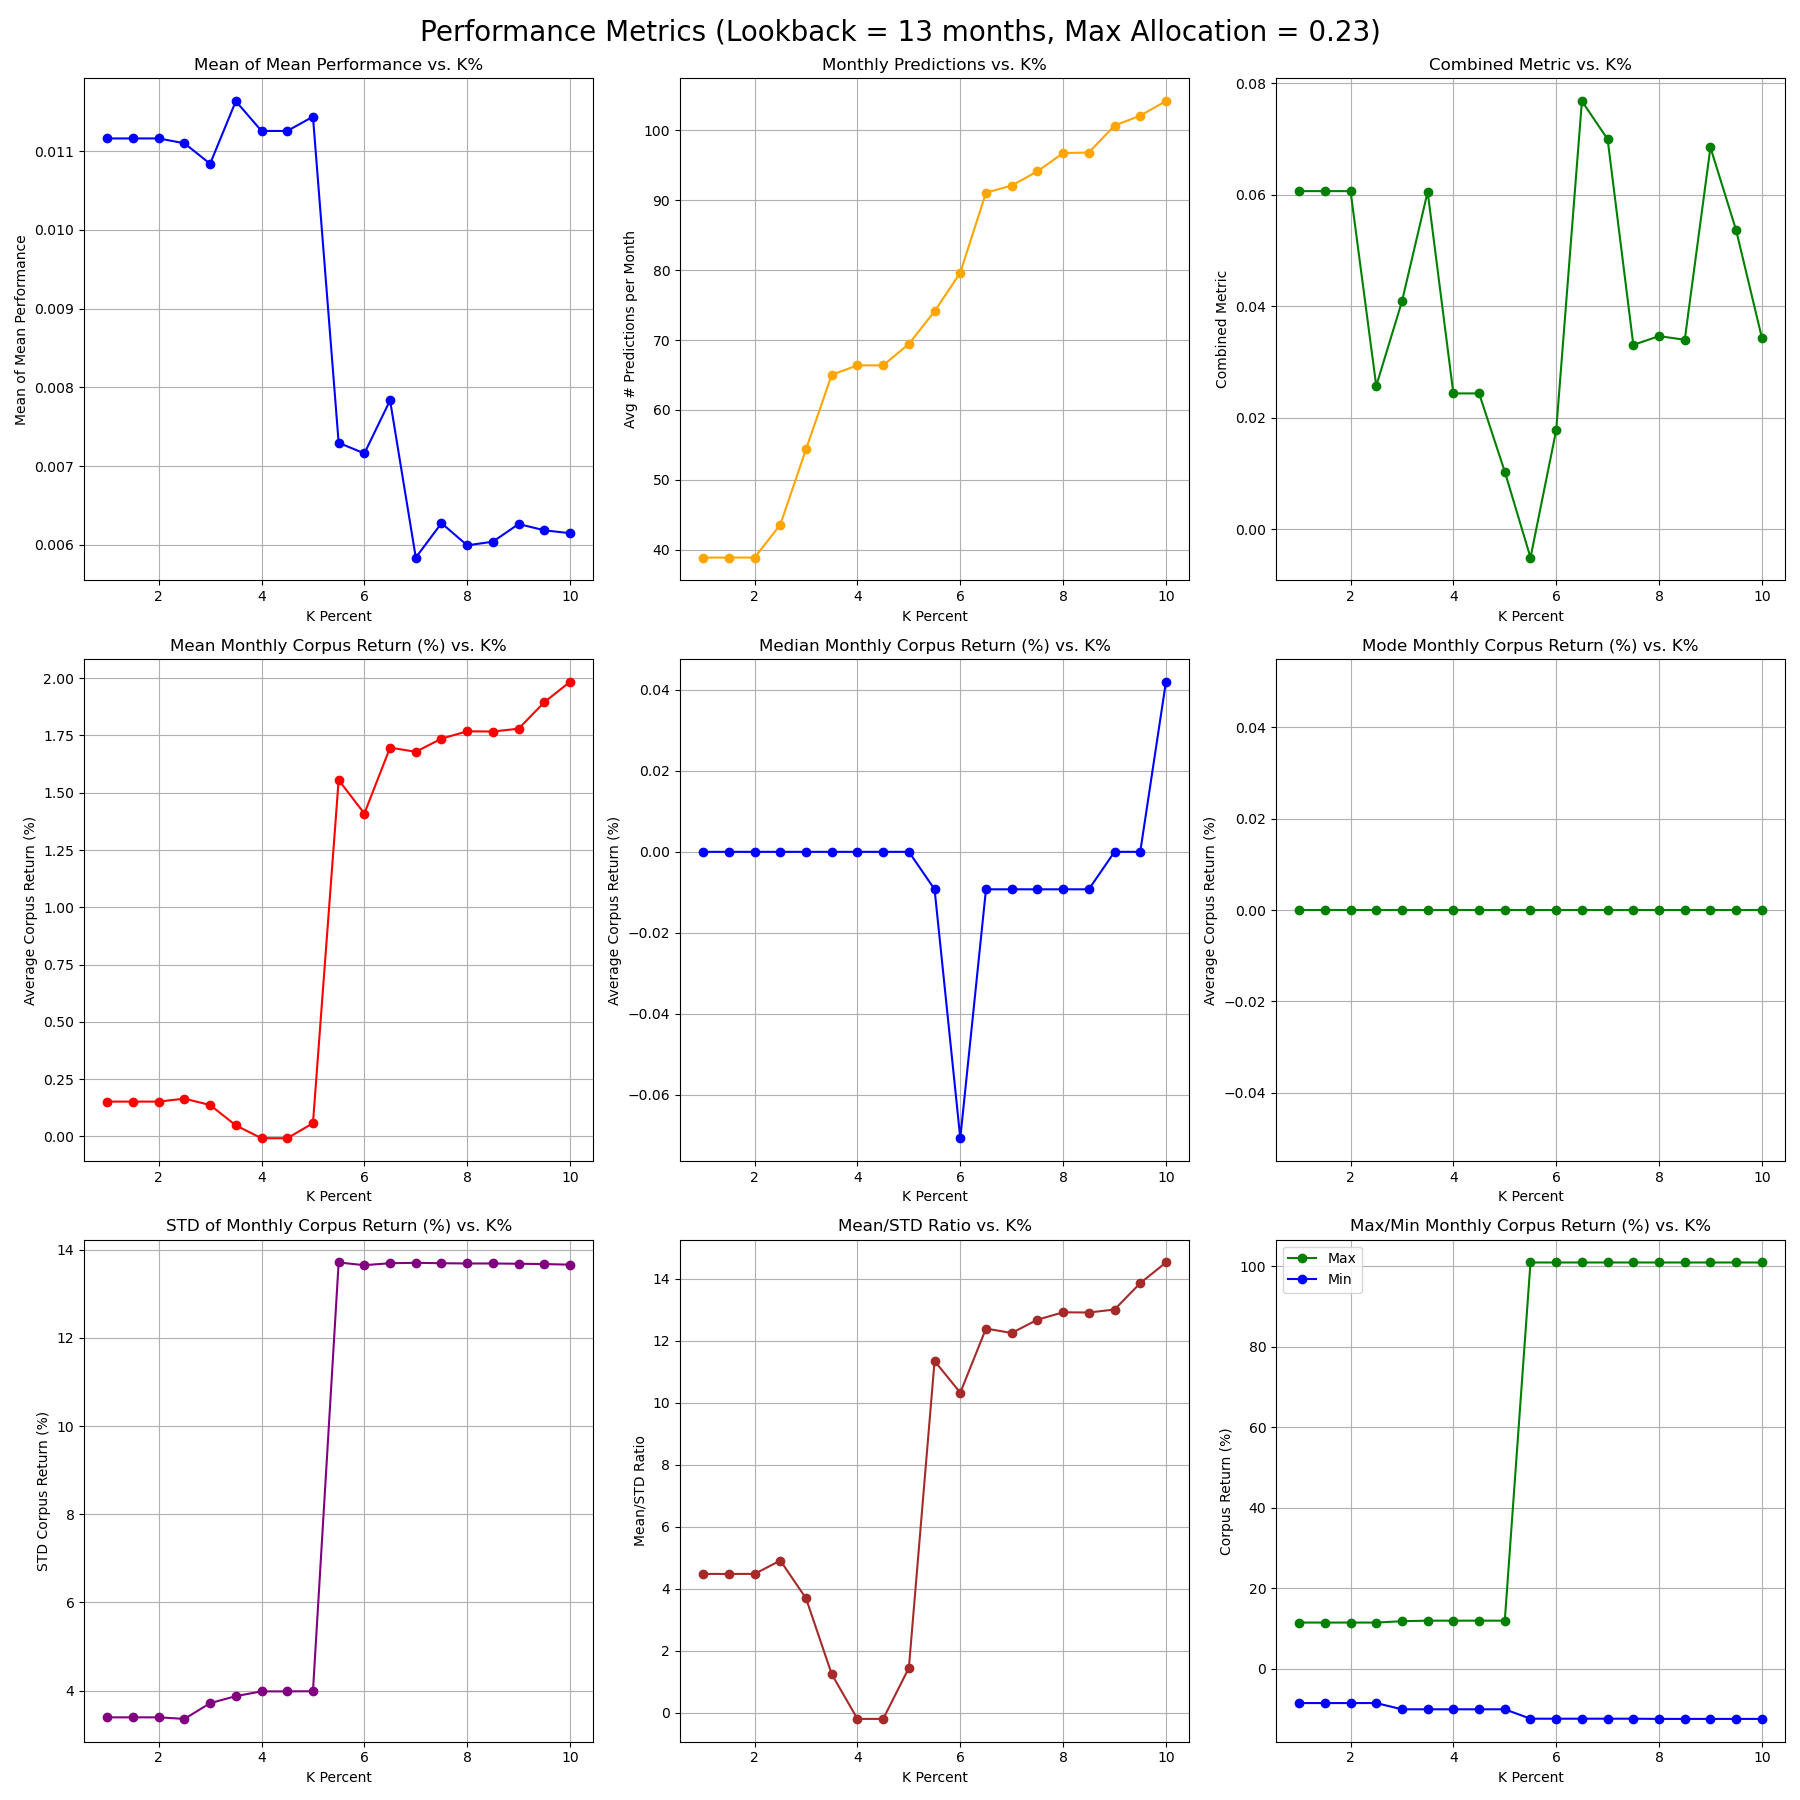 Performance Metrics (Lookback = 13 months, Max Allocation = 0.23)
Mean of Mean Performance vs. K%
Mean of Mean Performance
0.011
0.010
0.009
0.008
0.007
0.006
2 4 6 8 10
K Percent
Monthly Predictions vs. K%
Avg # Predictions per Month
100
90
80
70
60
50
40
2 4 6 8 10
K Percent
Combined Metric vs. K%
Combined Metric
0.08
0.06
0.04
0.02
0.00
2 4 6 8 10
K Percent
Mean Monthly Corpus Return (%) vs. K%
Average Corpus Return (%)
2.00
1.75
1.50
1.25
1.00
0.75
0.50
0.25
0.00
2 4 6 8 10
K Percent
Median Monthly Corpus Return (%) vs. K%
Average Corpus Return (%)
0.04
0.02
0.00
−0.02
−0.04
−0.06
2 4 6 8 10
K Percent
Mode Monthly Corpus Return (%) vs. K%
Average Corpus Return (%)
0.04
0.02
0.00
−0.02
−0.04
2 4 6 8 10
K Percent
STD of Monthly Corpus Return (%) vs. K%
STD Corpus Return (%)
14
12
10
8
6
4
2 4 6 8 10
K Percent
Mean/STD Ratio vs. K%
Mean/STD Ratio
14
12
10
8
6
4
2
0
2 4 6 8 10
K Percent
Max/Min Monthly Corpus Return (%) vs. K%
Corpus Return (%)
Max
Min
100
80
60
40
20
0
2 4 6 8 10
K Percent